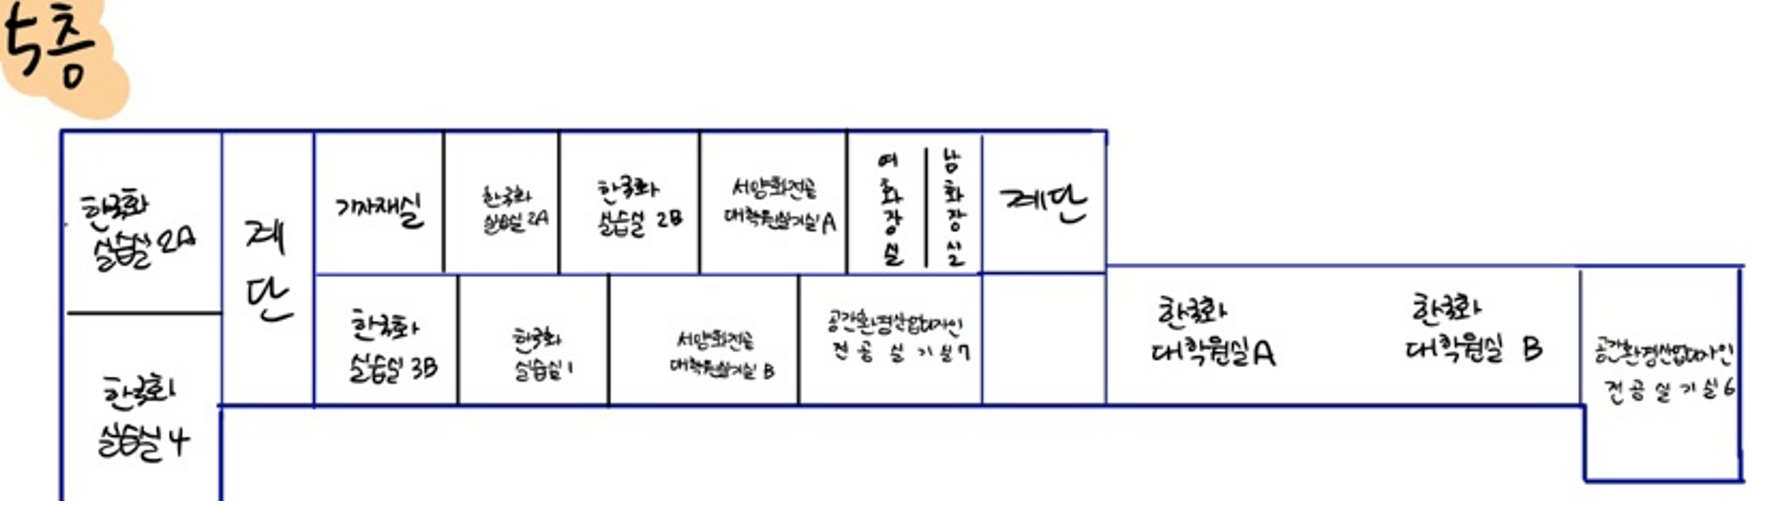 5층
한국화
실습실 2A
계
단
기자재실
한국화
실습실 2A
한국화
실습실 2B
서양화전공
대학원실기실 A
여
화
장
실
남
화
장
실
계단
한국화
실습실 3B
한국화
실습실 1
서양화전공
대학원실기실 B
공간환경산업디자인
전공실기실7
한국화
대학원실 A
한국화
대학원실 B
공간환경산업디자인
전공실기실6
한국화
실습실 4